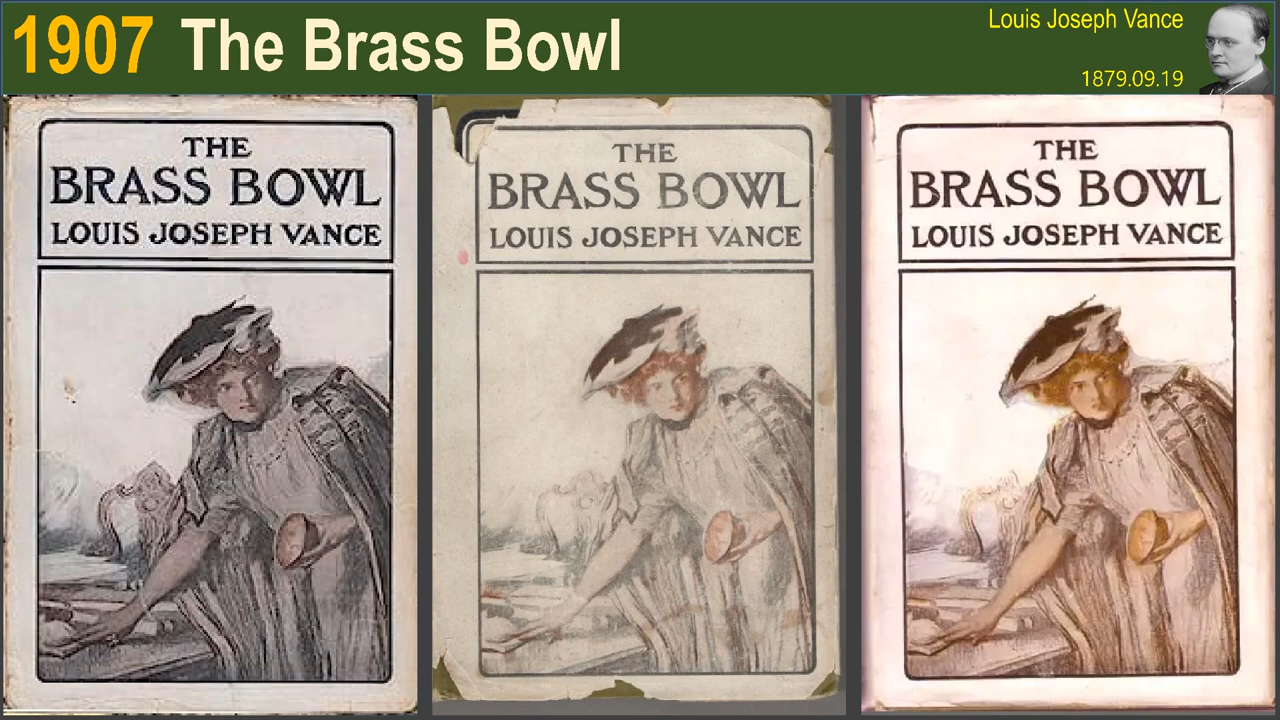 1907 The Brass Bowl
Louis Joseph Vance
1879.09.19
THE
BRASS BOWL
LOUIS JOSEPH VANCE
THE
BRASS BOWL
LOUIS JOSEPH VANCE
THE
BRASS BOWL
LOUIS JOSEPH VANCE